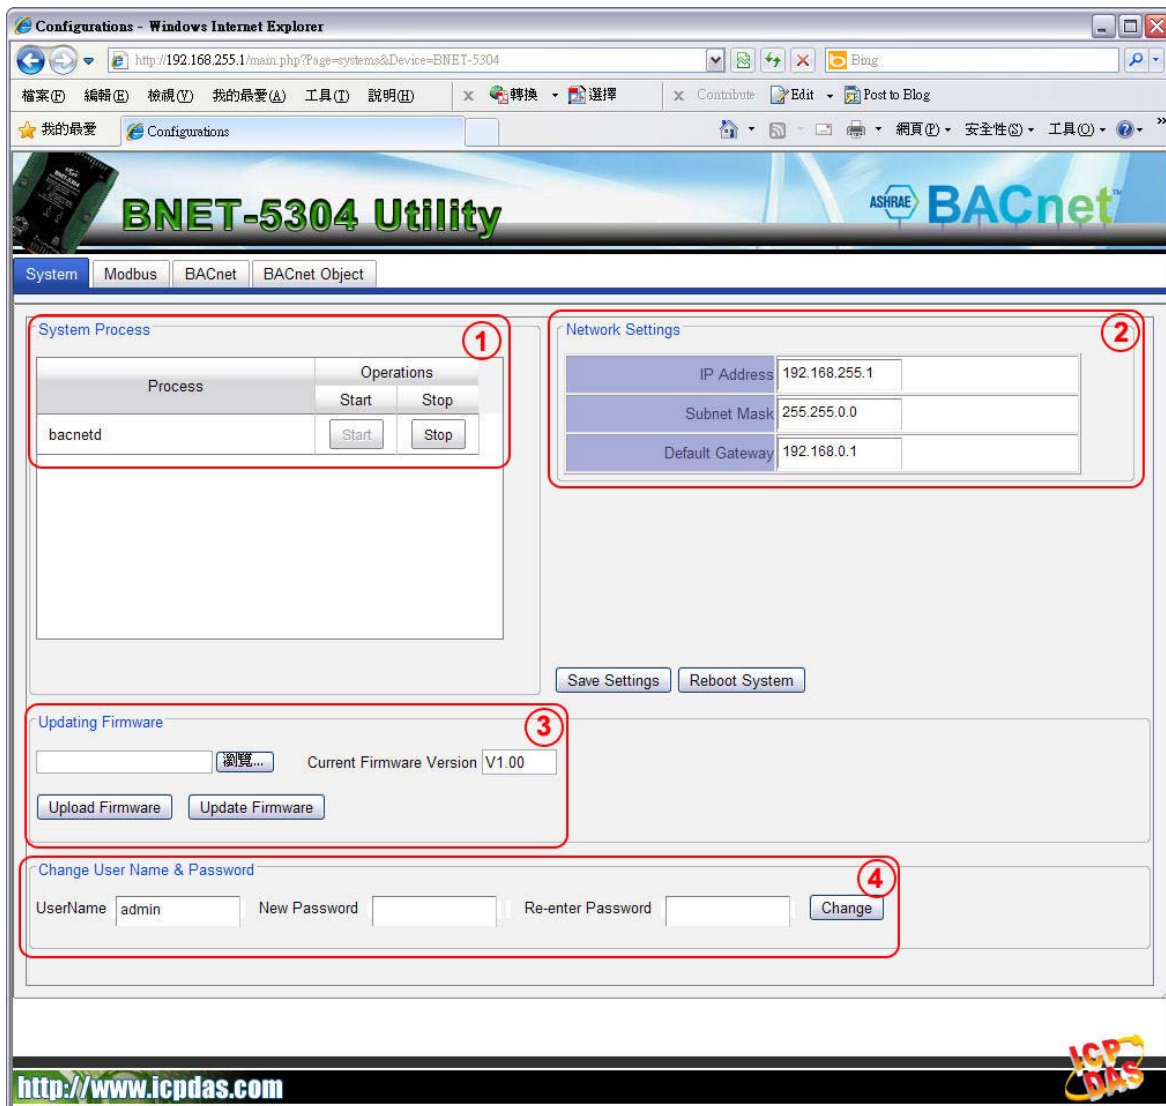 Configurations - Windows Internet Explorer
http://192.168.255.1/main.php?Page=systems&Device=BNET-5304
Bing
檔案(F) 編輯(E) 檢視(V) 我的最愛(A) 工具(T) 說明(H) x 轉換 選擇 x Contribute Edit Post to Blog
我的最愛 Configurations 網頁(P) 安全性(S) 工具(O) »
BNET-5304 Utility
ASHRAE BACnet™
System Modbus BACnet BACnet Object
System Process 1
Process Operations
Start Stop
bacnetd Start Stop
Network Settings 2
IP Address 192.168.255.1
Subnet Mask 255.255.0.0
Default Gateway 192.168.0.1
Save Settings Reboot System
Updating Firmware 3
瀏覽... Current Firmware Version V1.00
Upload Firmware Update Firmware
Change User Name & Password 4
UserName admin New Password Re-enter Password Change
http://www.icpdas.com
ICP DAS